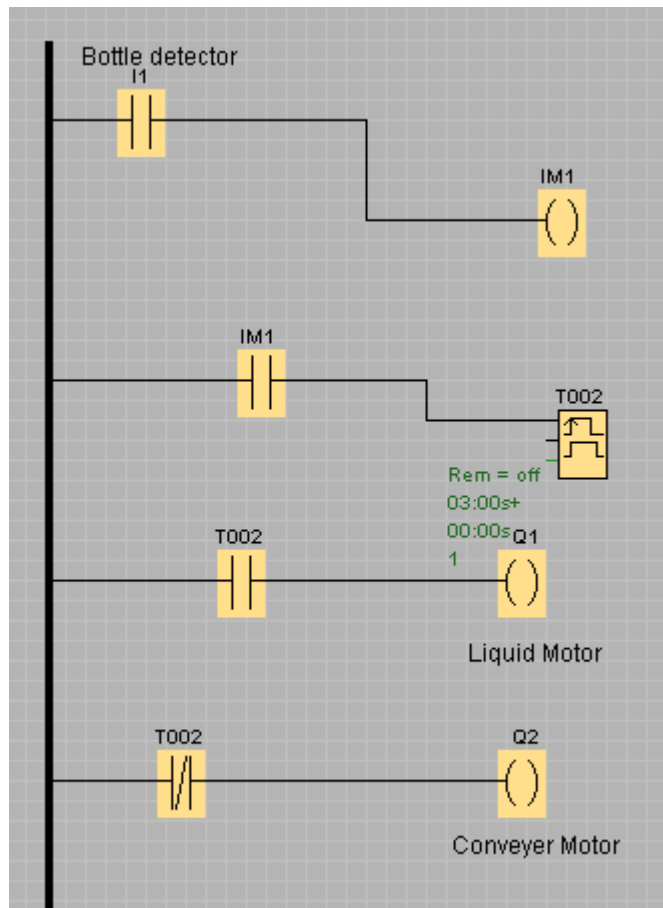 Bottle detector
I1
IM1
IM1
T002
Rem = off
03:00s+
00:00s
1
T002
Q1
Liquid Motor
T002
Q2
Conveyer Motor